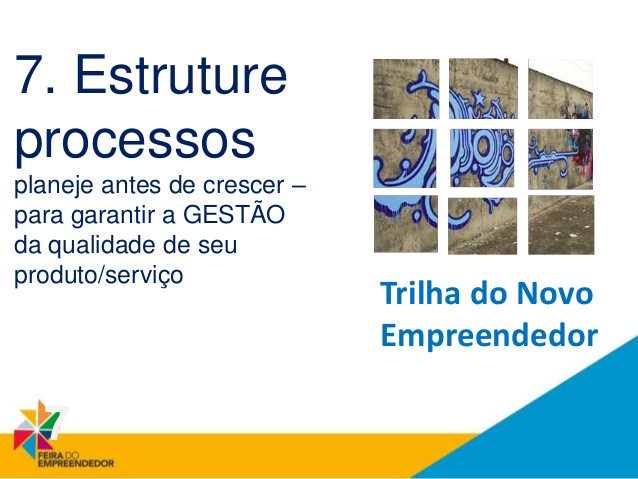 7. Estruture
processos
planeje antes de crescer –
para garantir a GESTÃO
da qualidade de seu
produto/serviço
Trilha do Novo
Empreendedor
FEIRA DO
EMPREENDEDOR